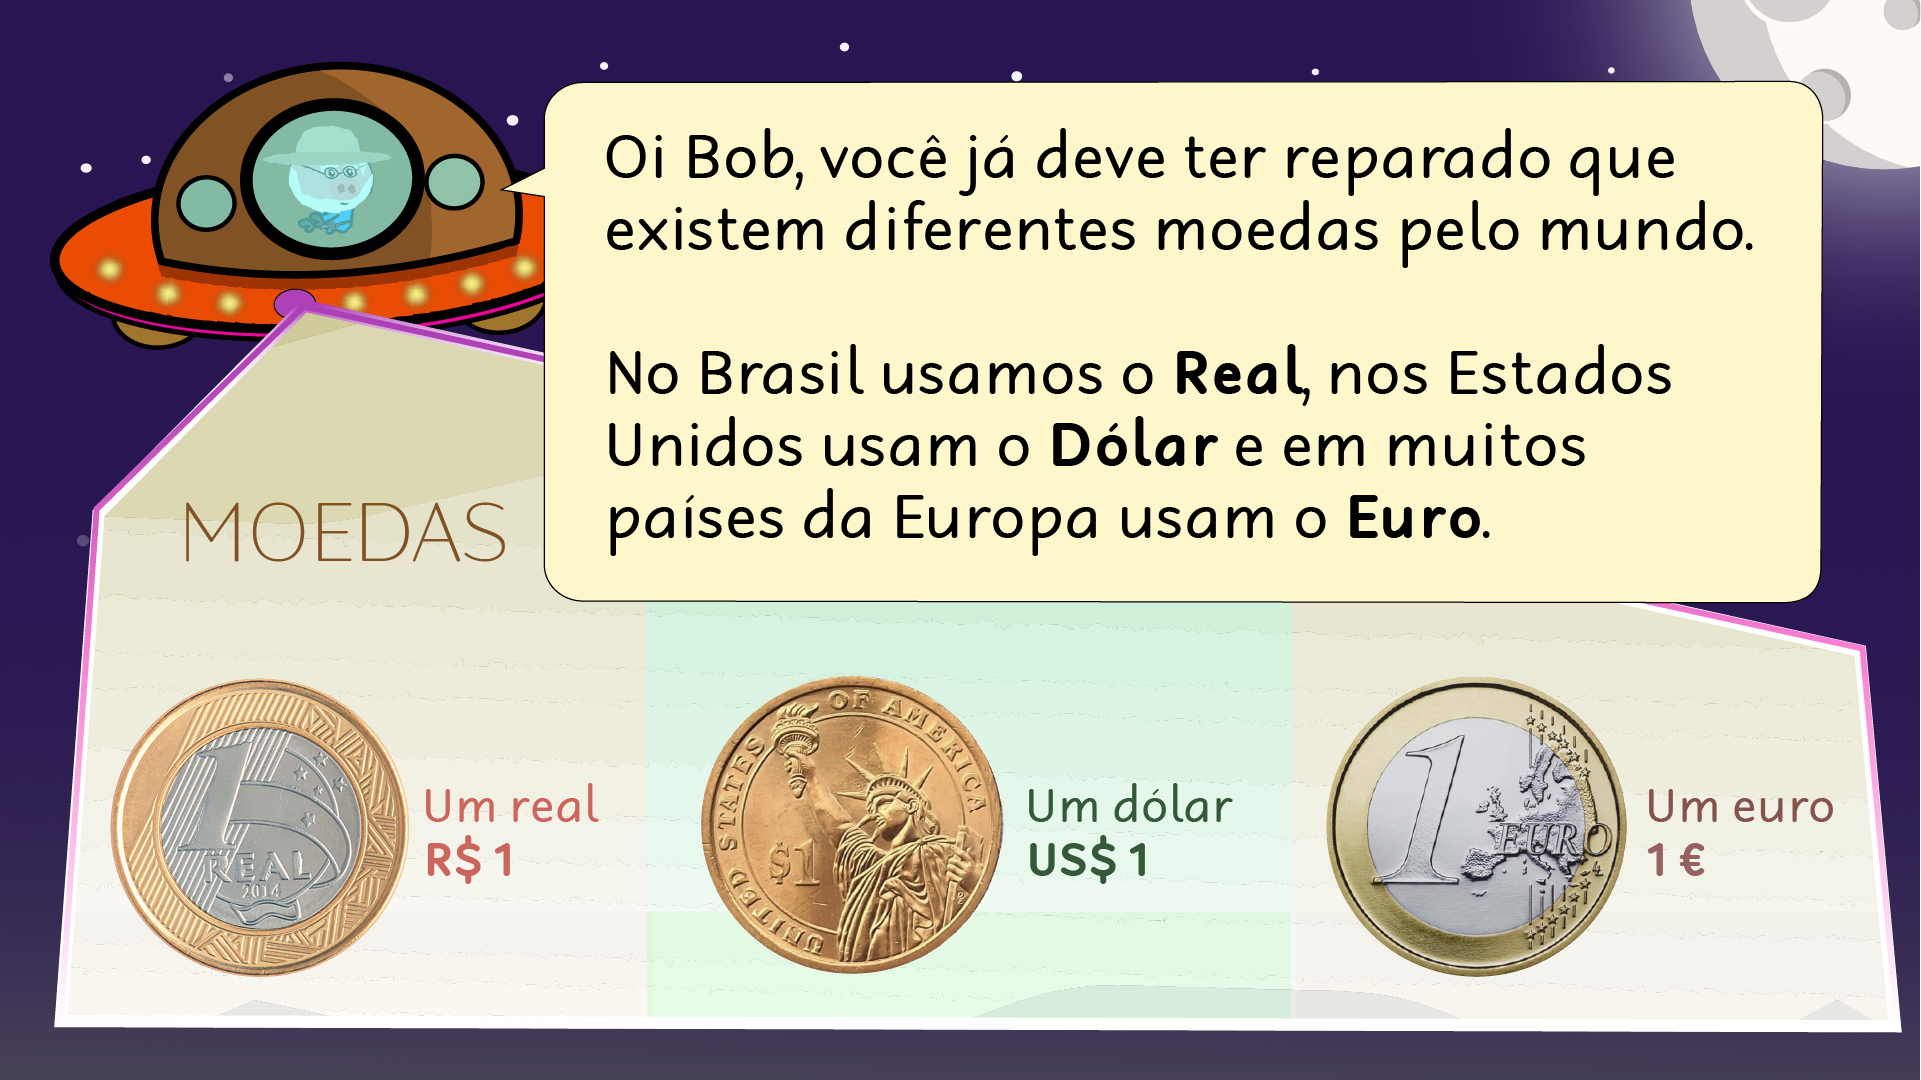 Oi Bob, você já deve ter reparado que
existem diferentes moedas pelo mundo.
No Brasil usamos o Real, nos Estados
Unidos usam o Dólar e em muitos
países da Europa usam o Euro.
MOEDAS
1
REAL
2014
Um real
R$ 1
UNITED STATES OF AMERICA
$1
Um dólar
US$ 1
1
EURO
Um euro
1 €